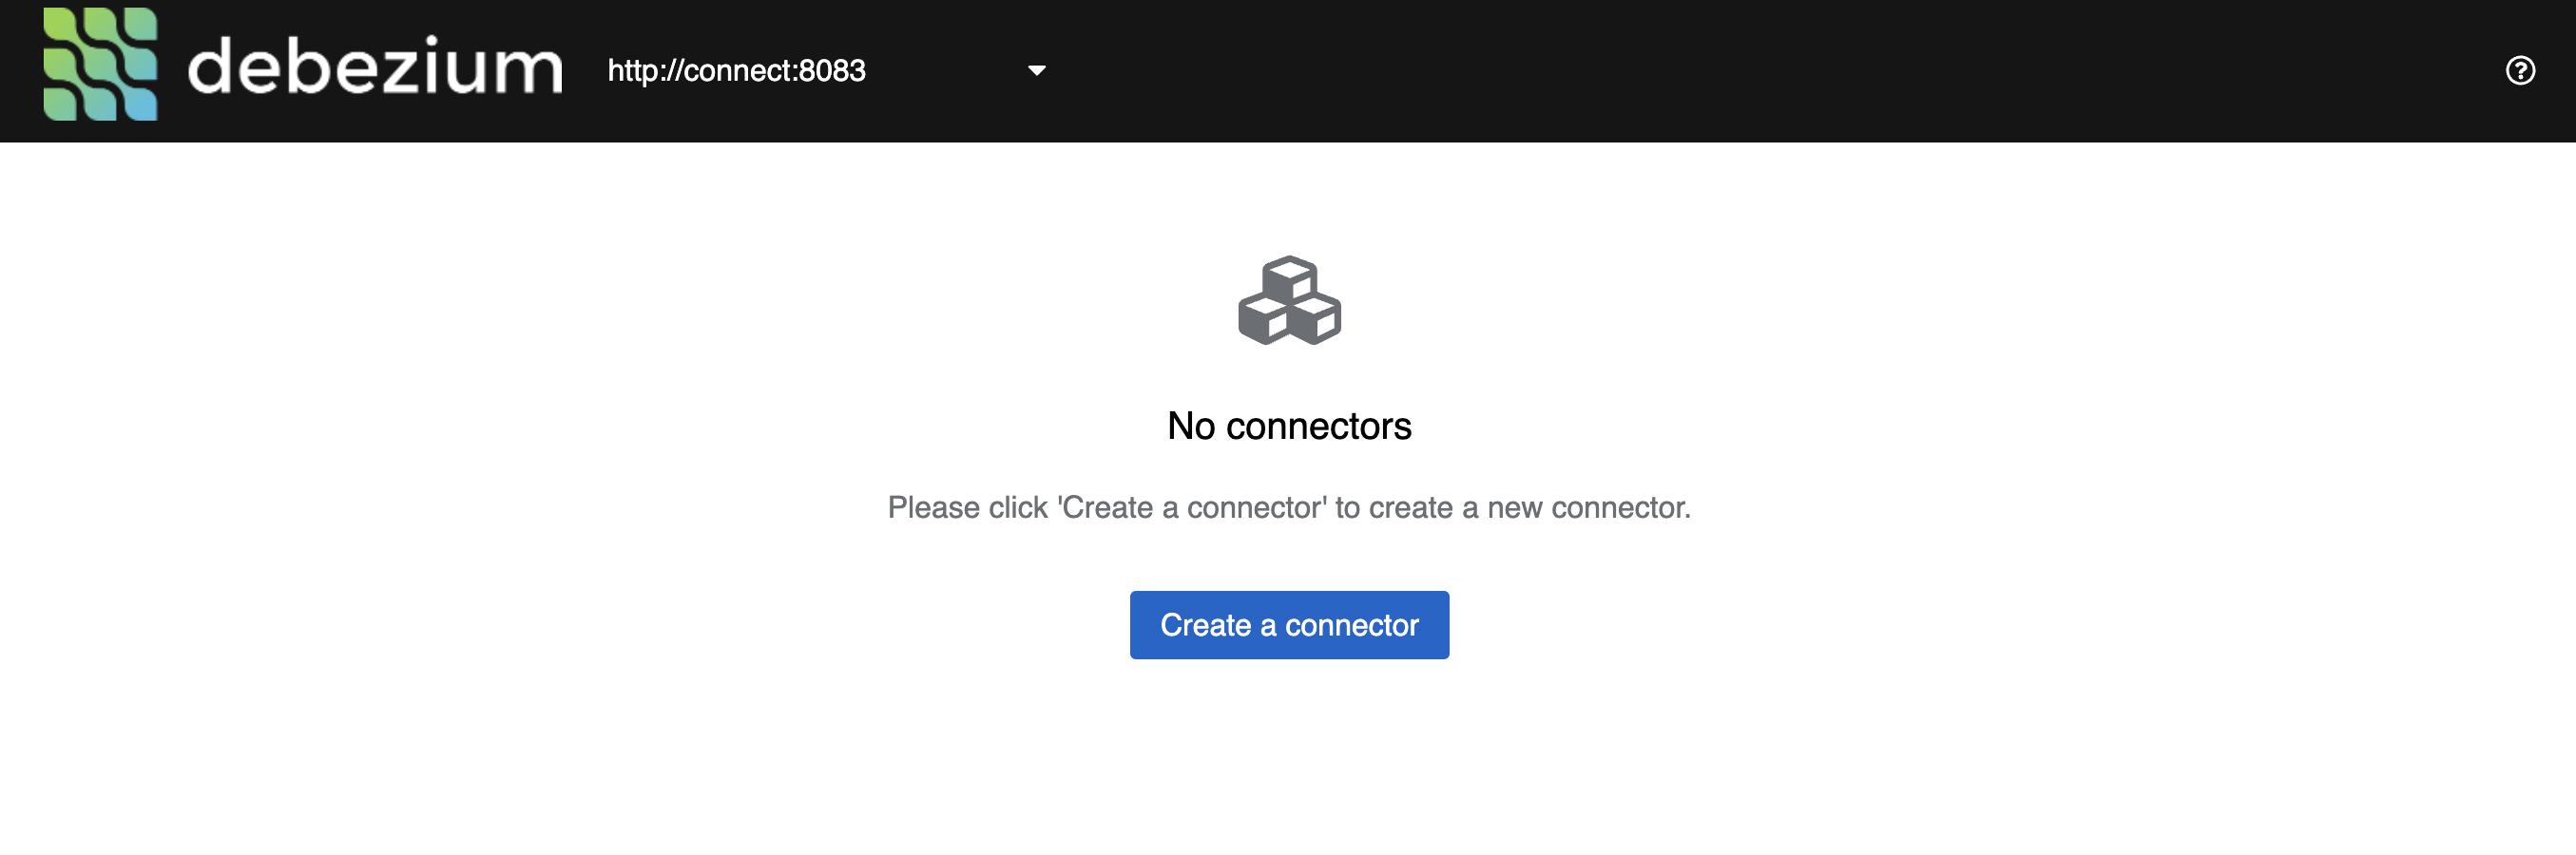 debezium http://connect:8083
No connectors
Please click 'Create a connector' to create a new connector.
Create a connector